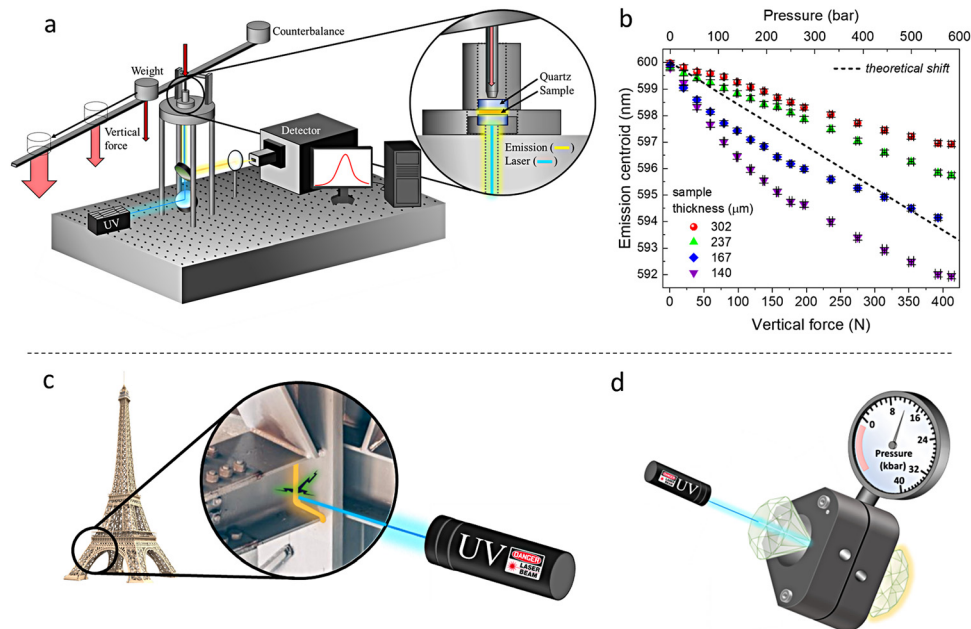 a
Counterbalance
Weight
Vertical
force
Detector
UV
Quartz
Sample
Emission (
)
Laser (
)
b
Pressure (bar)
0 100 200 300 400 500 600
600
599
598
597
596
595
594
593
592
Emission centroid (nm)
theoretical shift
sample
thickness (μm)
302
237
167
140
0 50 100 150 200 250 300 350 400
Vertical force (N)
c
UV
DANGER
LASER
BEAM
d
UV
0
8
16
24
32
40
Pressure
(kbar)